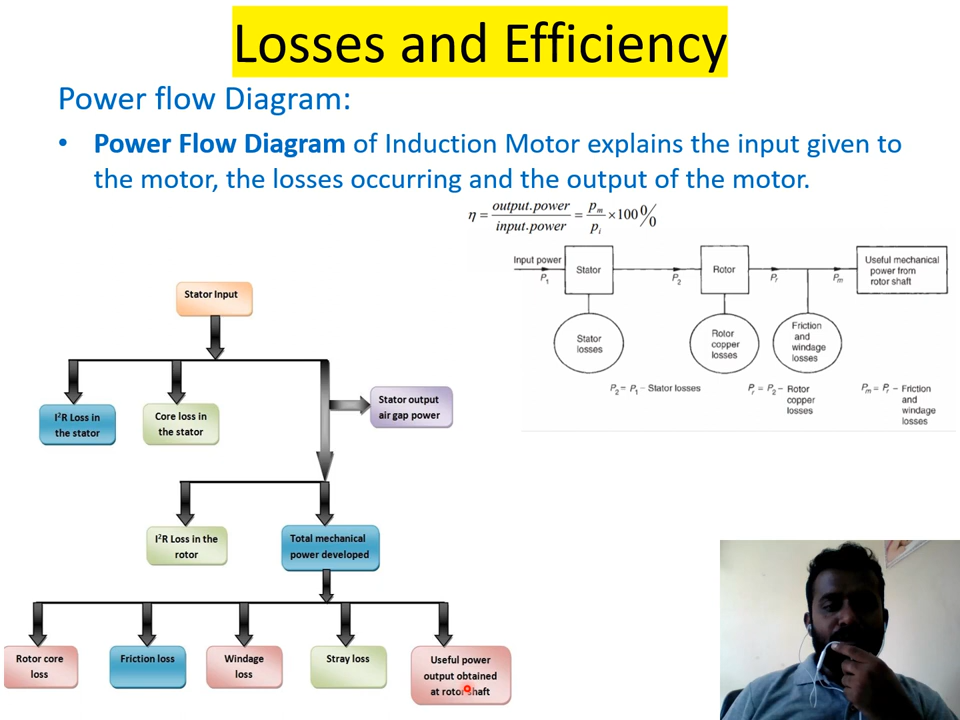 Losses and Efficiency
Power flow Diagram:
• Power Flow Diagram of Induction Motor explains the input given to
the motor, the losses occurring and the output of the motor.
η = output.power / input.power = pm / pi × 100 %
Input power
P1
Stator
P2
Rotor
Pr
Pm
Useful mechanical
power from
rotor shaft
Stator
losses
Rotor
copper
losses
Friction
and
windage
losses
P2 = P1 − Stator losses
Pr = P2 − Rotor
copper
losses
Pm = Pr − Friction
and
windage
losses
Stator Input
I²R Loss in
the stator
Core loss in
the stator
Stator output
air gap power
I²R Loss in the
rotor
Total mechanical
power developed
Rotor core
loss
Friction loss
Windage
loss
Stray loss
Useful power
output obtained
at rotor shaft